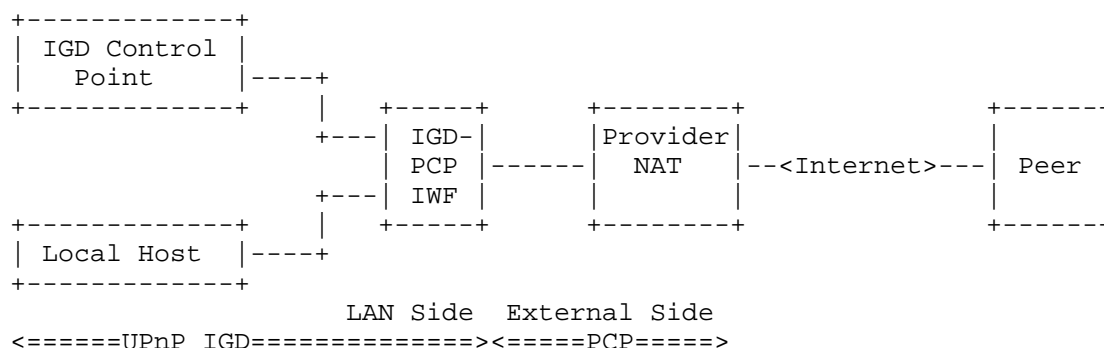 +-------------+
| IGD Control |
|   Point     |----+
+-------------+    |   +-----+       +--------+               +------
                   +---| IGD-|       |Provider|               |
                       | PCP |------|  NAT   |--<Internet>---| Peer
                   +---| IWF |       |        |               |
+-------------+    |   +-----+       +--------+               +------
| Local Host  |----+
+-------------+
LAN Side  External Side
<======UPnP IGD==============><=====PCP=====>